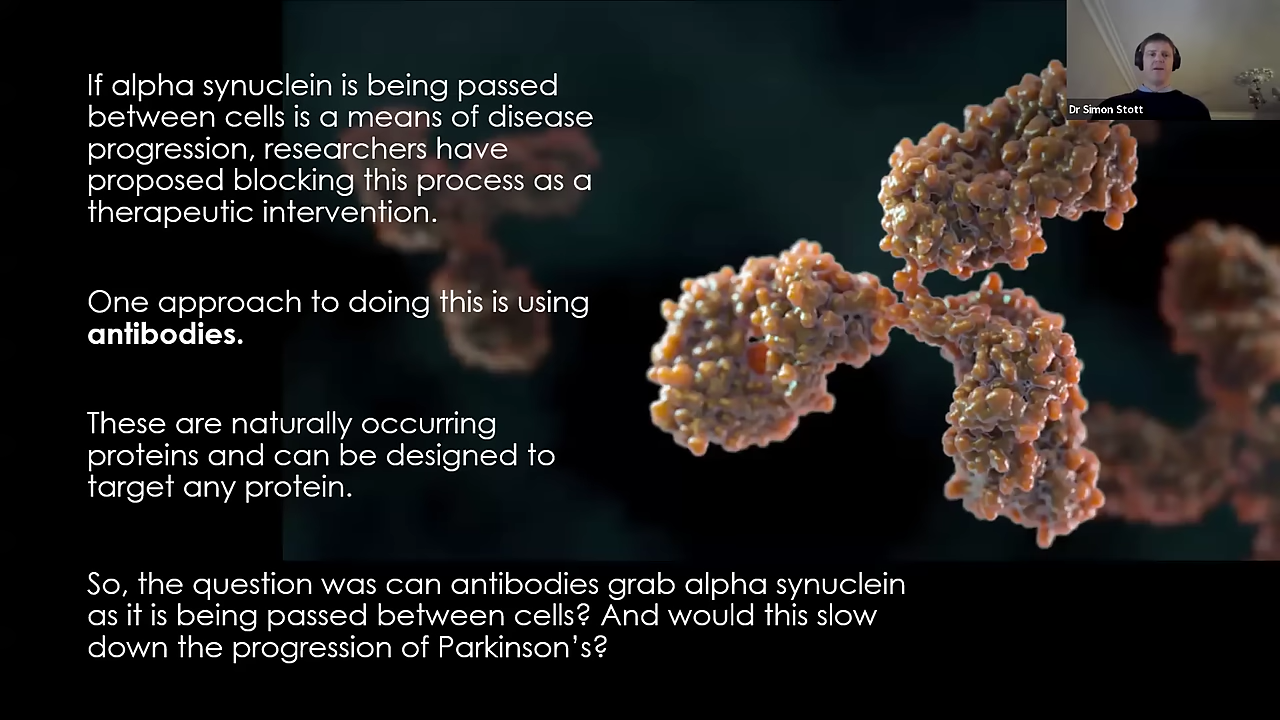 If alpha synuclein is being passed
between cells is a means of disease
progression, researchers have
proposed blocking this process as a
therapeutic intervention.
One approach to doing this is using
antibodies.
These are naturally occurring
proteins and can be designed to
target any protein.
So, the question was can antibodies grab alpha synuclein
as it is being passed between cells? And would this slow
down the progression of Parkinson’s?
Dr Simon Stott